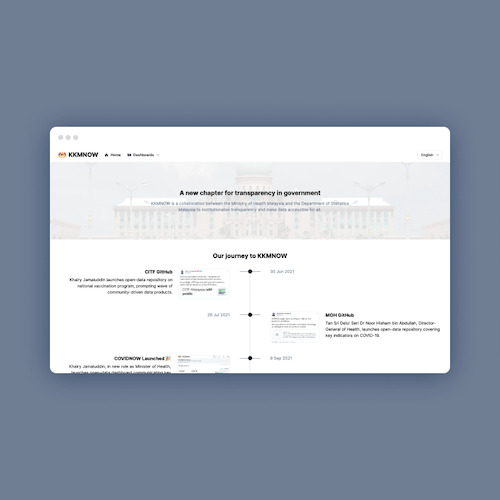 KKMNOW
Home
Dashboards
English
A new chapter for transparency in government
KKMNOW is a collaboration between the Ministry of Health Malaysia and the Department of Statistics
Malaysia to institutionalise transparency and make data accessible for all.
Our journey to KKMNOW
CITF GitHub
Khairy Jamaluddin launches open-data repository on
national vaccination program, prompting wave of
community-driven data products.
30 Jun 2021
28 Jul 2021
MOH GitHub
Tan Sri Dato' Seri Dr Noor Hisham bin Abdullah, Director-
General of Health, launches open-data repository covering
key indicators on COVID-19.
COVIDNOW Launched
Khairy Jamaluddin, in new role as Minister of Health,
launches open-data dashboard communicating key
9 Sep 2021